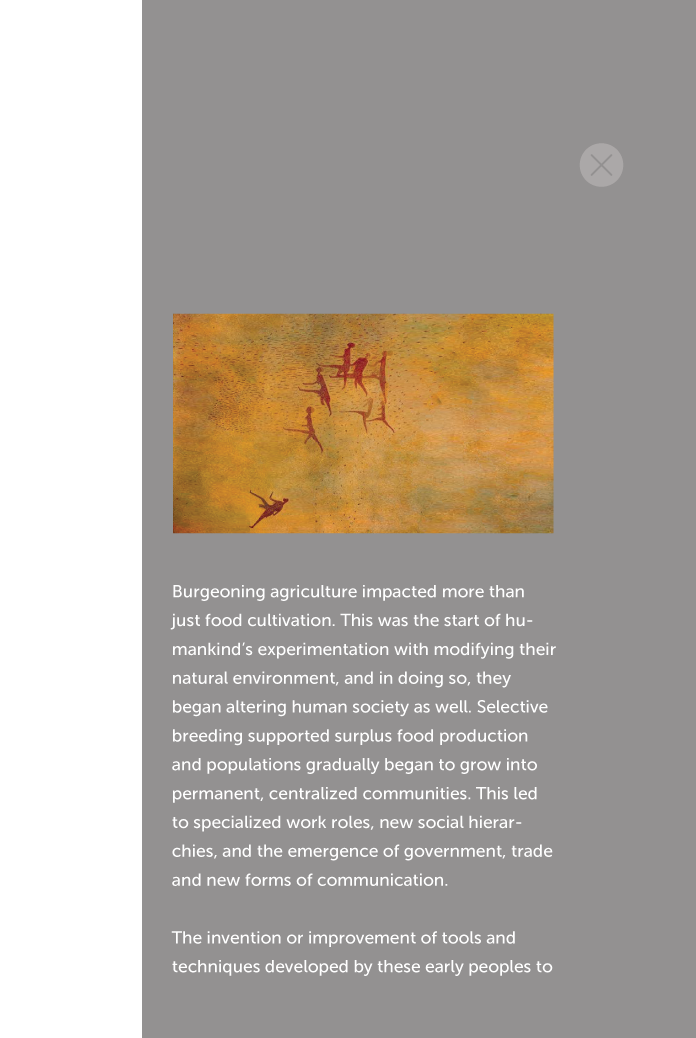 Burgeoning agriculture impacted more than
just food cultivation. This was the start of hu-
mankind’s experimentation with modifying their
natural environment, and in doing so, they
began altering human society as well. Selective
breeding supported surplus food production
and populations gradually began to grow into
permanent, centralized communities. This led
to specialized work roles, new social hierar-
chies, and the emergence of government, trade
and new forms of communication.
The invention or improvement of tools and
techniques developed by these early peoples to